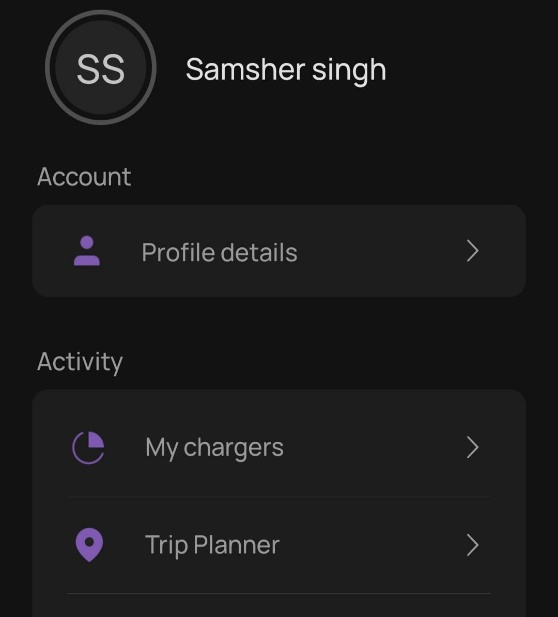 SS
Samsher singh
Account
Profile details
Activity
My chargers
Trip Planner